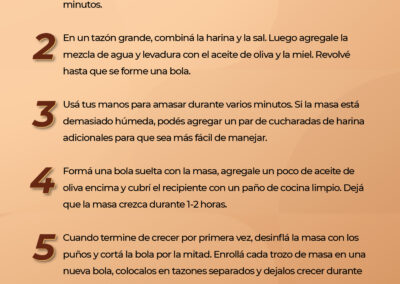 minutos.
2
En un tazón grande, combiná la harina y la sal. Luego agregale la
mezcla de agua y levadura con el aceite de oliva y la miel. Revolvé
hasta que se forme una bola.
3
Usá tus manos para amasar durante varios minutos. Si la masa está
demasiado húmeda, podés agregar un par de cucharadas de harina
adicionales para que sea más fácil de manejar.
4
Formá una bola suelta con la masa, agregale un poco de aceite de
oliva encima y cubrí el recipiente con un paño de cocina limpio. Dejá
que la masa crezca durante 1-2 horas.
5
Cuando termine de crecer por primera vez, desinflá la masa con los
puños y cortá la bola por la mitad. Enrollá cada trozo de masa en una
nueva bola, colocalos en tazones separados y dejalos crecer durante